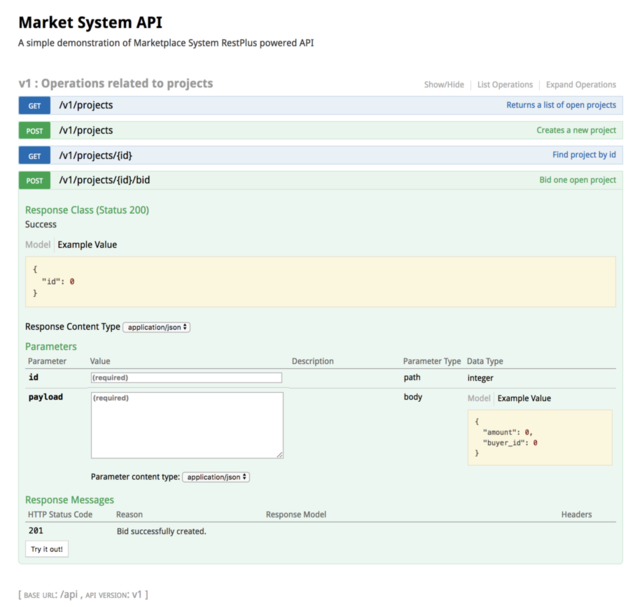 Market System API
A simple demonstration of Marketplace System RestPlus powered API
v1 : Operations related to projects Show/Hide List Operations Expand Operations
GET /v1/projects Returns a list of open projects
POST /v1/projects Creates a new project
GET /v1/projects/{id} Find project by id
POST /v1/projects/{id}/bid Bid one open project
Response Class (Status 200)
Success
Model Example Value
{
"id": 0
}
Response Content Type application/json
Parameters
Parameter Value Description Parameter Type Data Type
id (required) path integer
payload (required) body Model Example Value
{
"amount": 0,
"buyer_id": 0
}
Parameter content type: application/json
Response Messages
HTTP Status Code Reason Response Model Headers
201 Bid successfully created.
Try it out!
[ BASE URL: /api , API VERSION: v1 ]